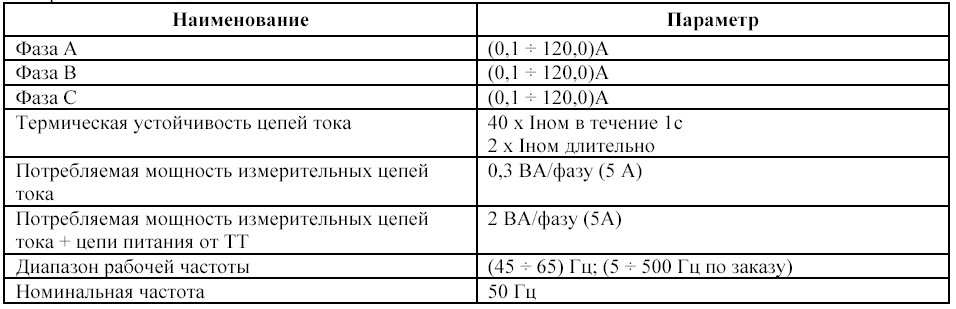 Наименование Параметр
Фаза А (0,1 ÷ 120,0)А
Фаза В (0,1 ÷ 120,0)А
Фаза С (0,1 ÷ 120,0)А
Термическая устойчивость цепей тока 40 x Iном в течение 1с
2 x Iном длительно
Потребляемая мощность измерительных цепей 0,3 ВА/фазу (5 А)
тока
Потребляемая мощность измерительных цепей 2 ВА/фазу (5А)
тока + цепи питания от ТТ
Диапазон рабочей частоты (45 ÷ 65) Гц; (5 ÷ 500 Гц по заказу)
Номинальная частота 50 Гц